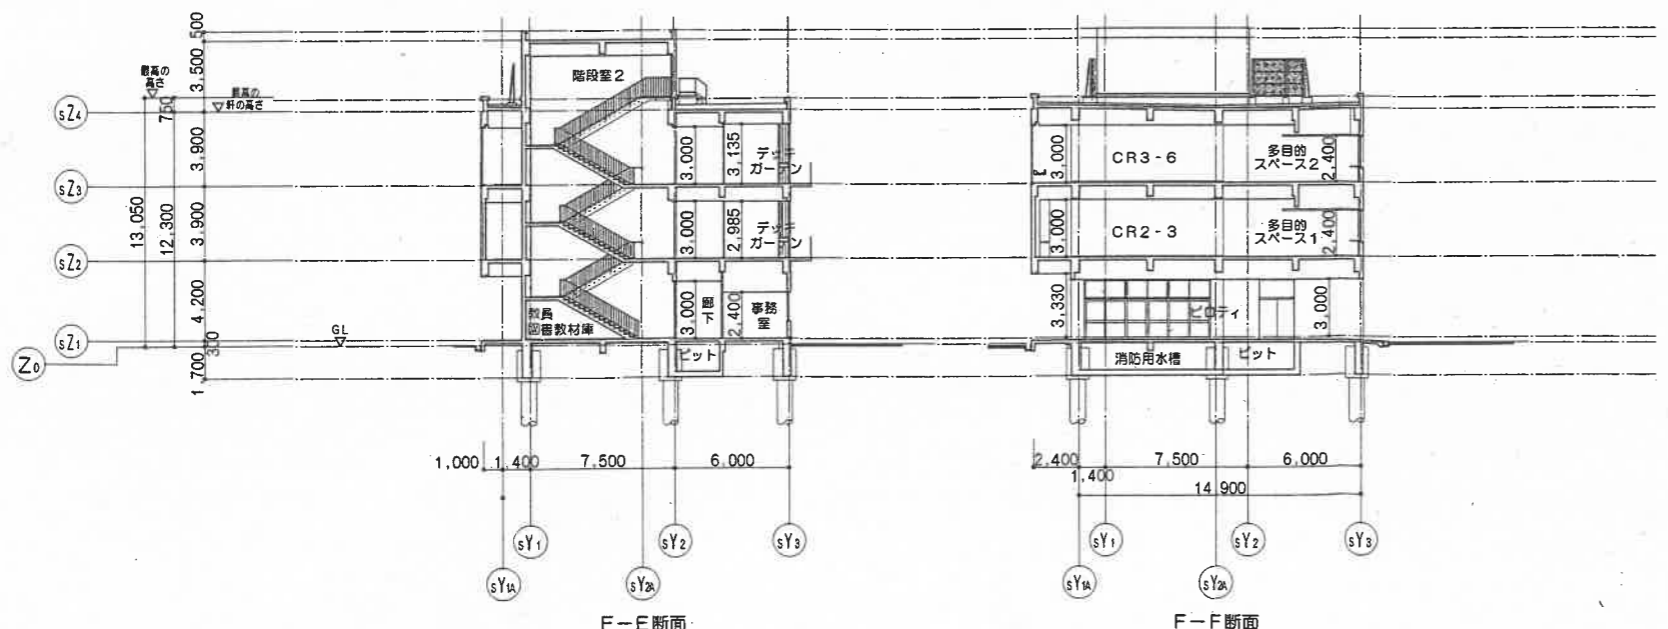 500
3,500
最高の
高さ
750
最高の
軒の高さ
sZ4
3,900
sZ3
13,050
12,300
3,900
sZ2
4,200
sZ1
GL
330
Z0
1,700
階段室2
3,000
3,135
デッキ
ガーデン
3,000
2,985
デッキ
ガーデン
教員
図書教材庫
3,000
廊下
2,400
事務室
ピット
1,000
1,400
7,500
6,000
sY1
sY2
sY3
sY1A
sY2A
E-E断面
3,000
CR3-6
多目的
スペース2
2,400
3,000
CR2-3
多目的
スペース1
2,400
3,330
ピロティ
3,000
消防用水槽
ピット
2,400
1,400
7,500
6,000
14,900
sY1
sY2
sY3
sY1A
sY2A
F-F断面